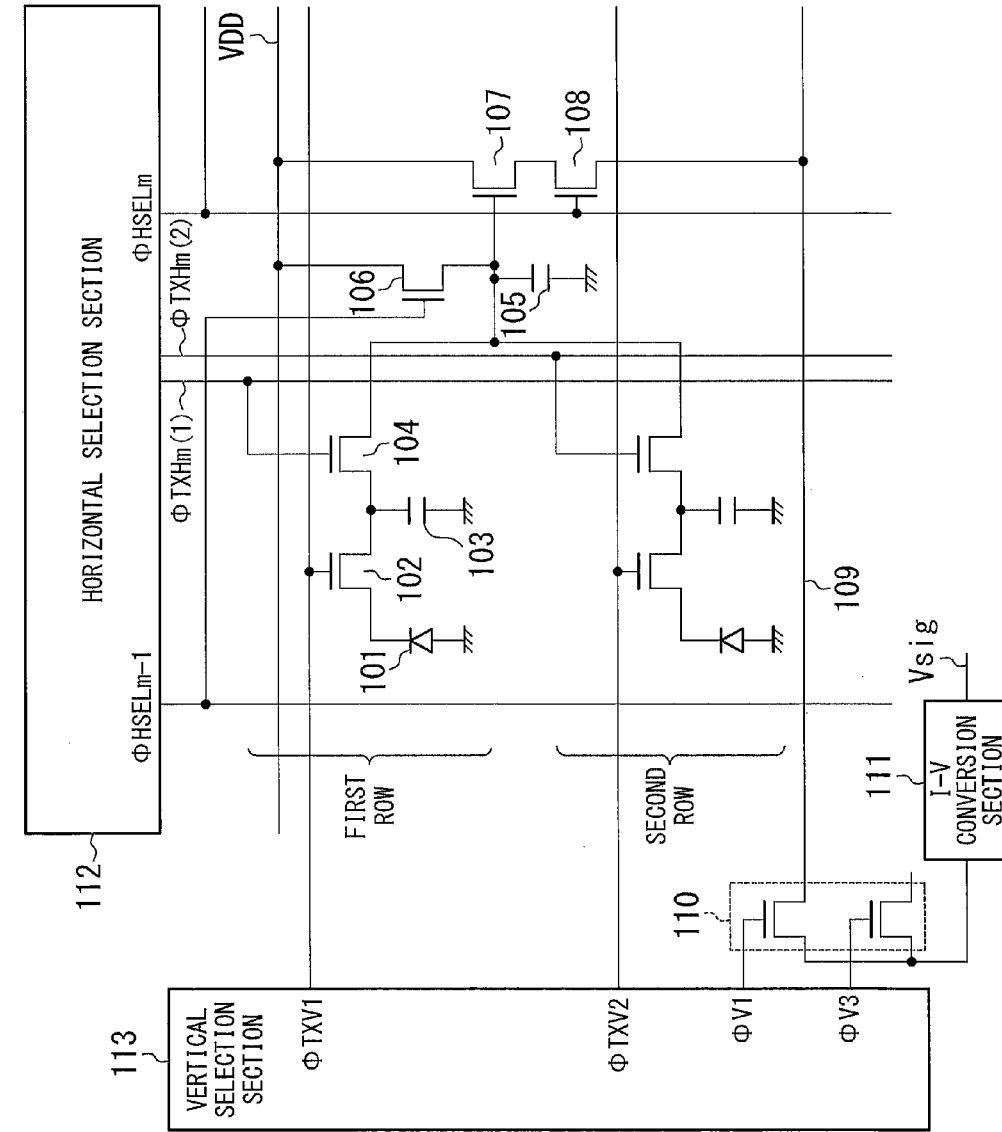 HORIZONTAL SELECTION SECTION
112
ΦHSELm-1
ΦTXHm(1)
ΦTXHm(2)
ΦHSELm
VDD
106
107
108
105
104
103
102
101
FIRST
ROW
SECOND
ROW
109
110
111
I-V
CONVERSION
SECTION
Vsig
113
VERTICAL
SELECTION
SECTION
ΦTXV1
ΦTXV2
ΦV1
ΦV3